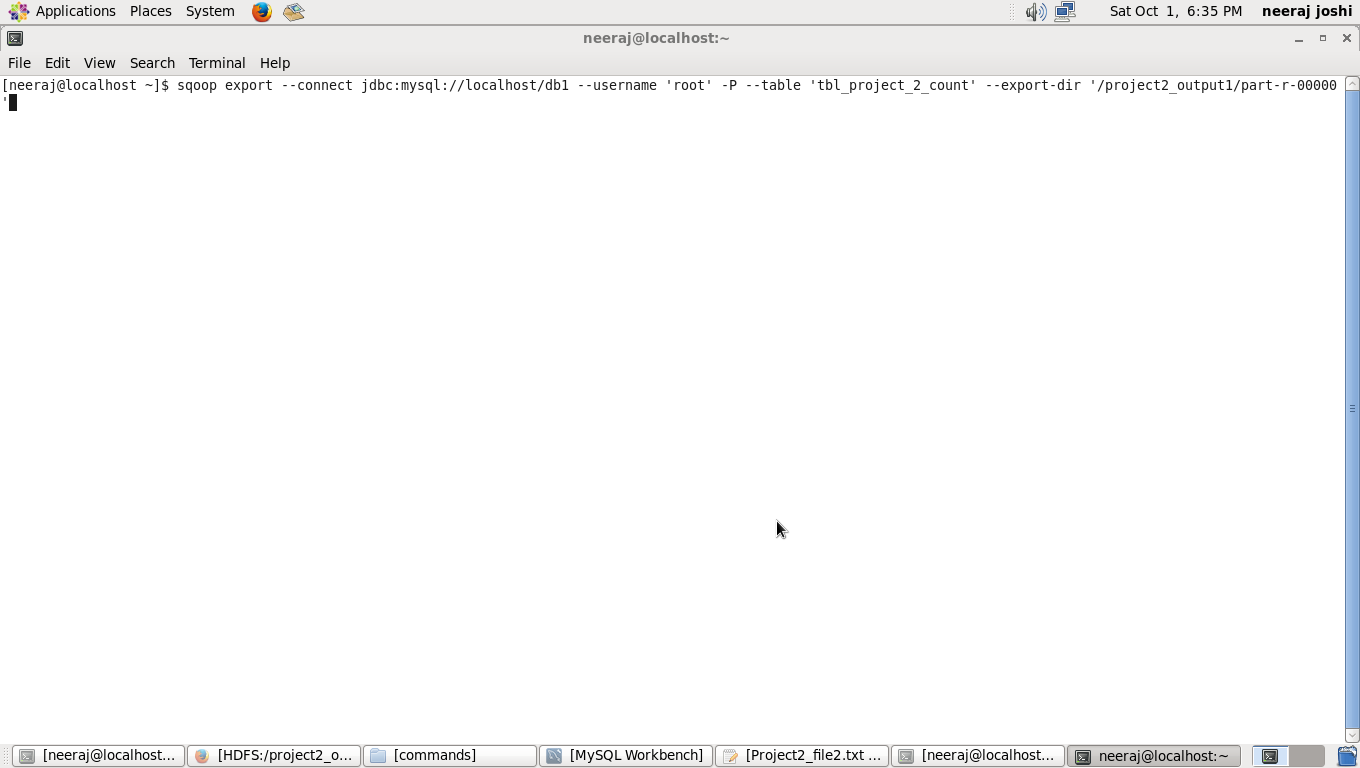 Applications Places System Sat Oct 1, 6:35 PM neeraj joshi
neeraj@localhost:~
File Edit View Search Terminal Help
[neeraj@localhost ~]$ sqoop export --connect jdbc:mysql://localhost/db1 --username 'root' -P --table 'tbl_project_2_count' --export-dir '/project2_output1/part-r-00000
'
[neeraj@localhost... [HDFS:/project2_o... [commands] [MySQL Workbench] [Project2_file2.txt ... [neeraj@localhost... neeraj@localhost:~